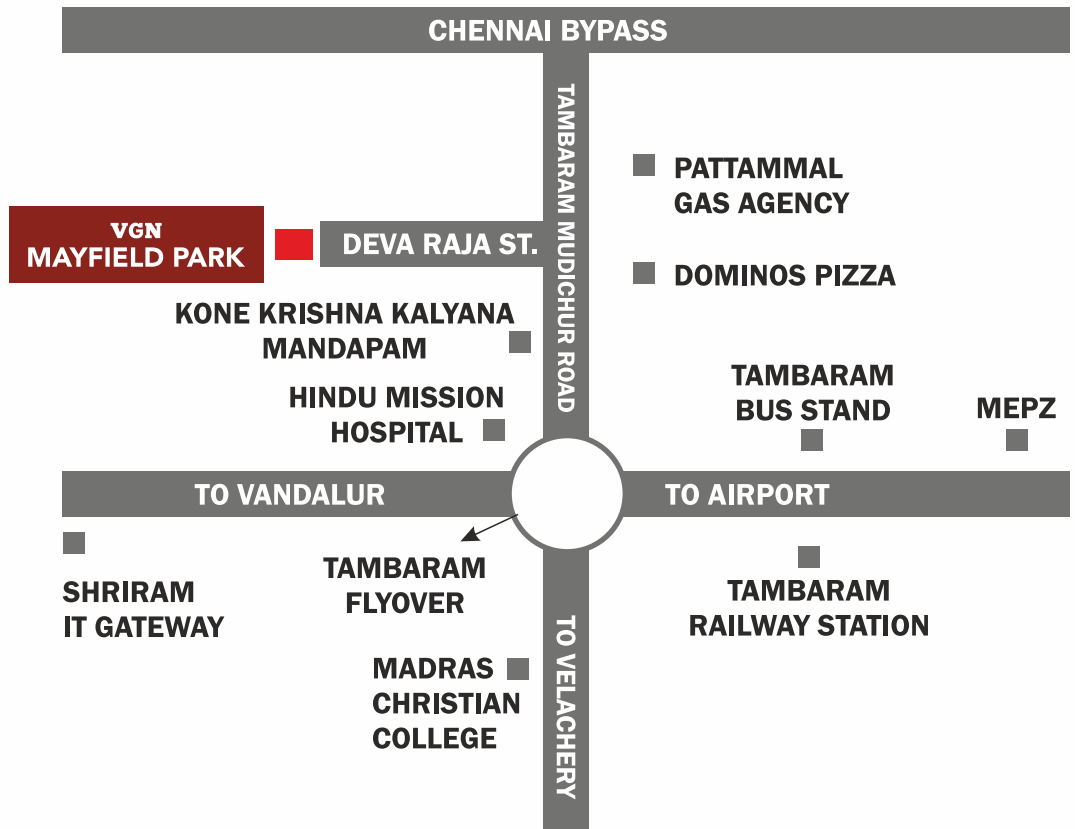 CHENNAI BYPASS
TAMBARAM MUDICHUR ROAD
PATTAMMAL
GAS AGENCY
VGN
MAYFIELD PARK
DEVA RAJA ST.
DOMINOS PIZZA
KONE KRISHNA KALYANA
MANDAPAM
TAMBARAM
BUS STAND
MEPZ
HINDU MISSION
HOSPITAL
TO VANDALUR
TO AIRPORT
TAMBARAM
FLYOVER
SHRIRAM
IT GATEWAY
TAMBARAM
RAILWAY STATION
TO VELACHERY
MADRAS
CHRISTIAN
COLLEGE